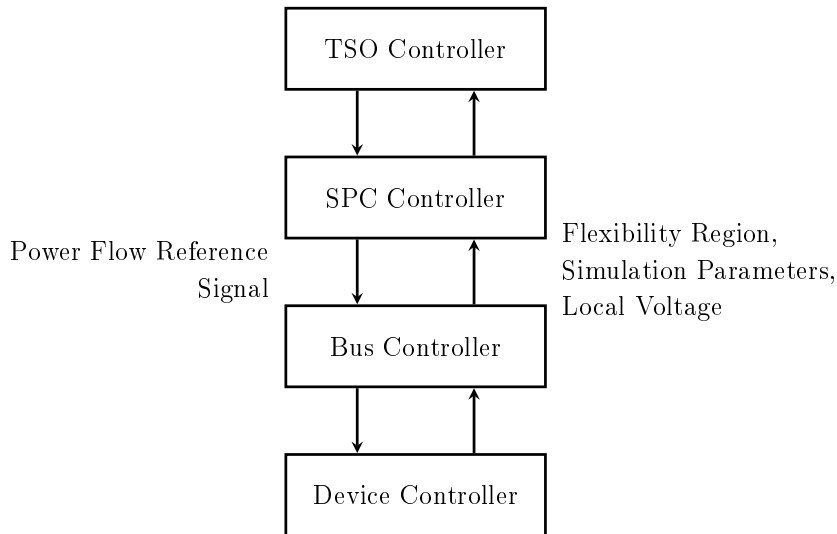 TSO Controller
SPC Controller
Power Flow Reference
Signal
Flexibility Region,
Simulation Parameters,
Local Voltage
Bus Controller
Device Controller